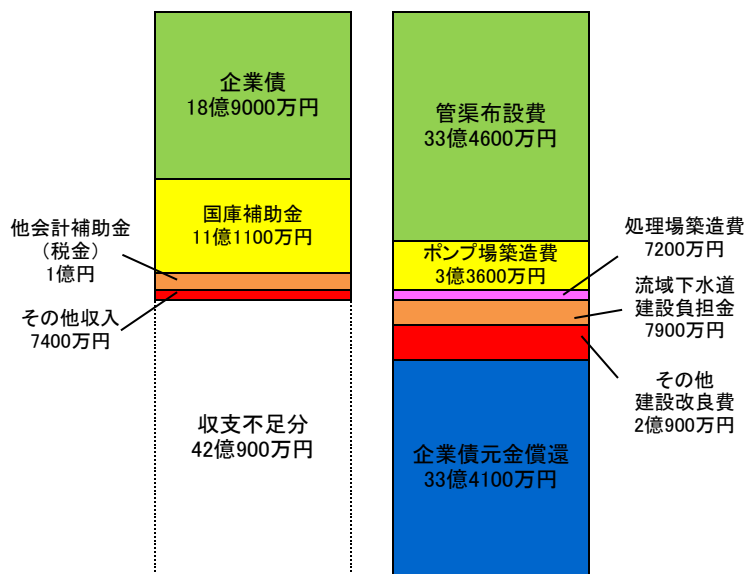 企業債
18億9000万円
国庫補助金
11億1100万円
他会計補助金
（税金）
1億円
その他収入
7400万円
収支不足分
42億900万円
管渠布設費
33億4600万円
ポンプ場築造費
3億3600万円
処理場築造費
7200万円
流域下水道
建設負担金
7900万円
その他
建設改良費
2億900万円
企業債元金償還
33億4100万円